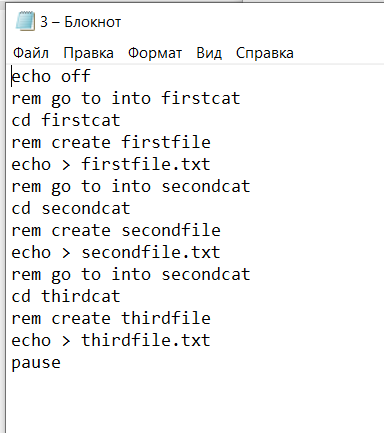 3 – Блокнот
Файл Правка Формат Вид Справка
echo off
rem go to into firstcat
cd firstcat
rem create firstfile
echo > firstfile.txt
rem go to into secondcat
cd secondcat
rem create secondfile
echo > secondfile.txt
rem go to into secondcat
cd thirdcat
rem create thirdfile
echo > thirdfile.txt
pause